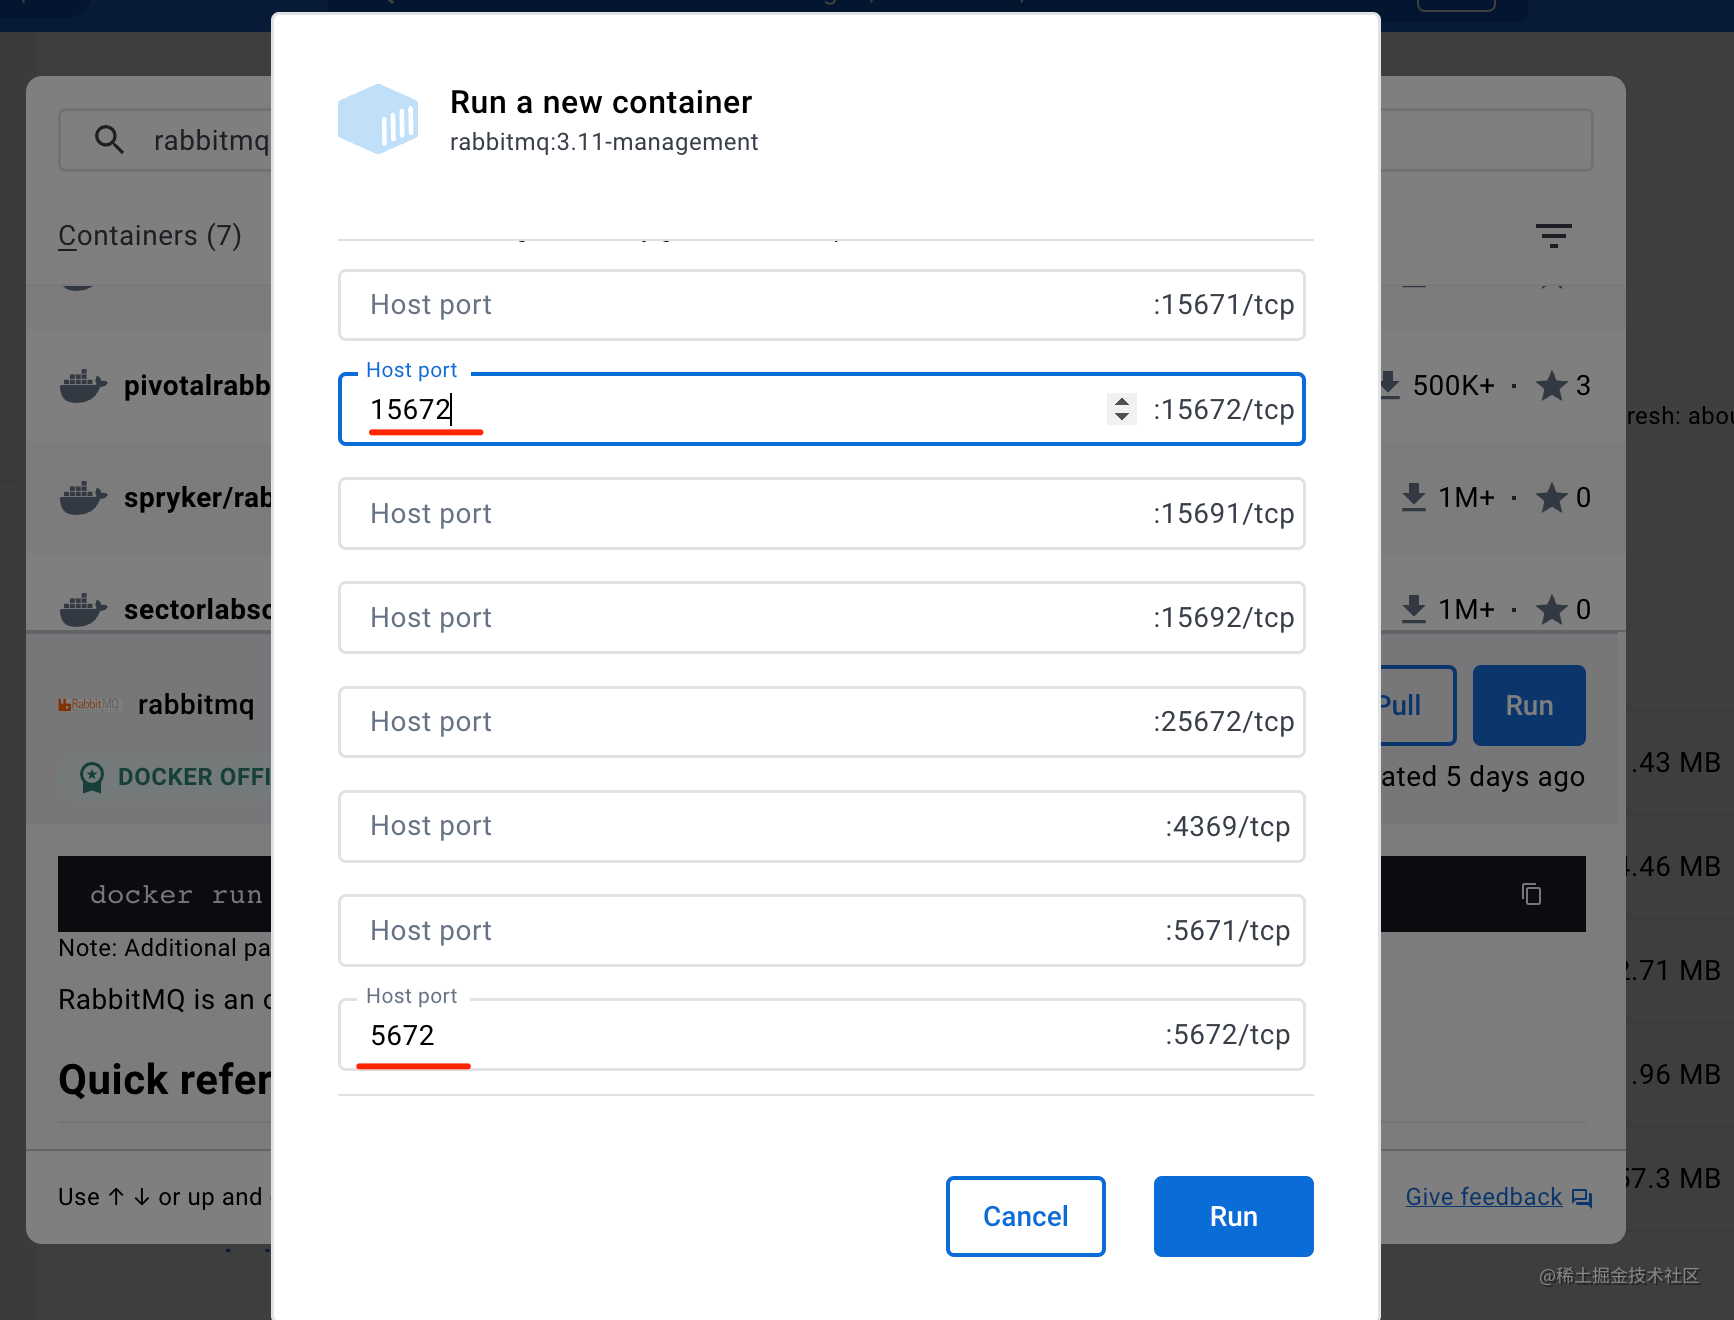 Run a new container
rabbitmq:3.11-management
rabbitmq
Containers (7)
Host port :15671/tcp
Host port
15672 :15672/tcp
Host port :15691/tcp
Host port :15692/tcp
Host port :25672/tcp
Host port :4369/tcp
Host port :5671/tcp
Host port
5672 :5672/tcp
Cancel Run
pivotalrabb
500K+ · 3
resh: abou
spryker/rab
1M+ · 0
sectorlabsc
1M+ · 0
RabbitMQ rabbitmq
Pull Run
DOCKER OFFI
ated 5 days ago
.43 MB
docker run
.46 MB
Note: Additional pa
2.71 MB
RabbitMQ is an o
Quick refer
.96 MB
Use ↑ ↓ or up and
Give feedback
57.3 MB
@稀土掘金技术社区